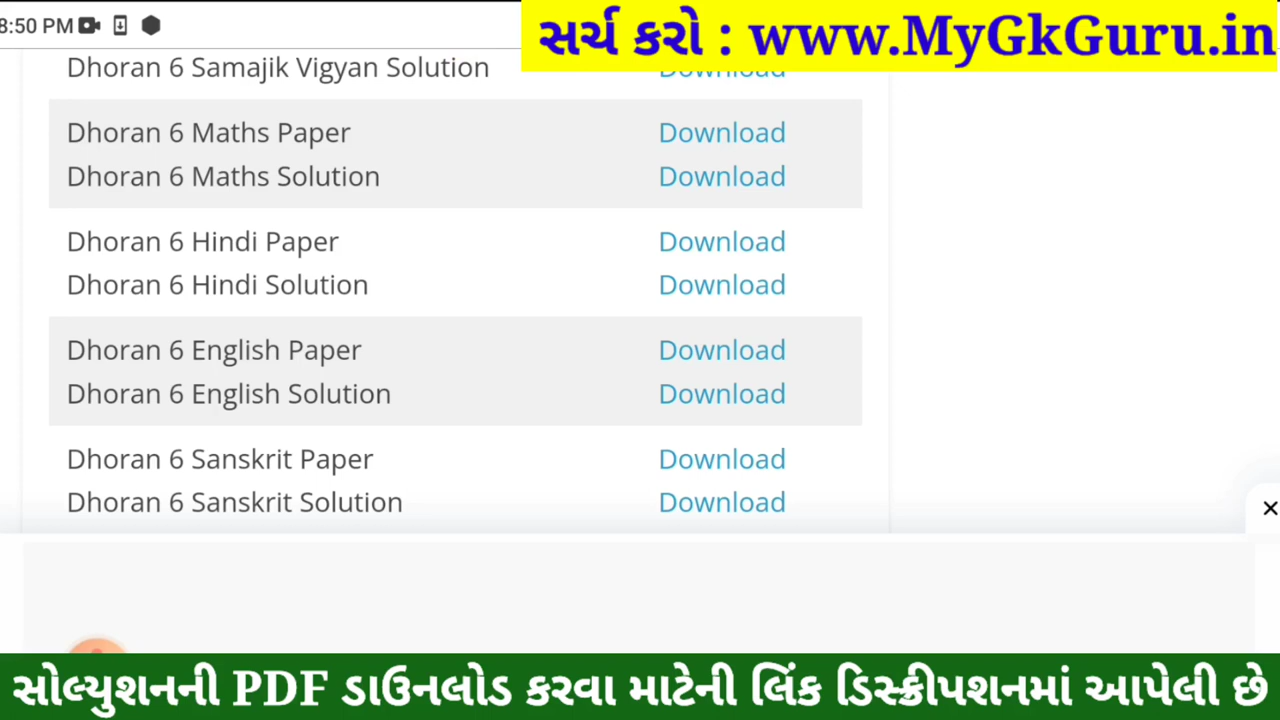 8:50 PM
સર્ચ કરો : www.MyGkGuru.in
Dhoran 6 Samajik Vigyan Solution Download
Dhoran 6 Maths Paper Download
Dhoran 6 Maths Solution Download
Dhoran 6 Hindi Paper Download
Dhoran 6 Hindi Solution Download
Dhoran 6 English Paper Download
Dhoran 6 English Solution Download
Dhoran 6 Sanskrit Paper Download
Dhoran 6 Sanskrit Solution Download
સોલ્યુશનની PDF ડાઉનલોડ કરવા માટેની લિંક ડિસ્ક્રીપશનમાં આપેલી છે